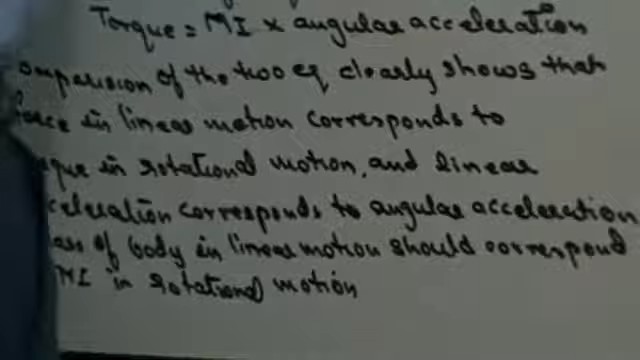 Torque = MI x angular acceleration
omparision of the two eq clearly shows that
force in linear motion corresponds to
que in rotational motion, and linear
celeration corresponds to angular acceleration
ass of body in linear motion should correspond
MI in rotational motion